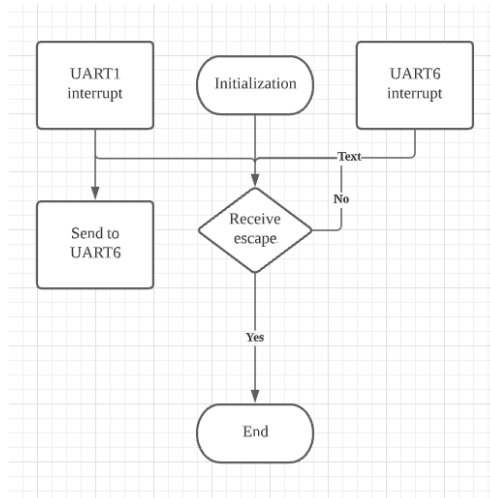 UART1
interrupt
Initialization
UART6
interrupt
Text
No
Send to
UART6
Receive
escape
Yes
End